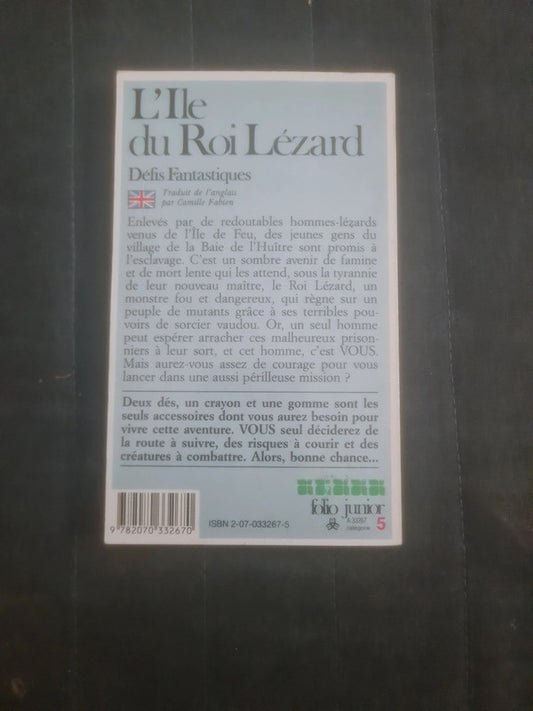 L'Ile
du Roi Lézard
Défis Fantastiques
Traduit de l'anglais
par Camille Fabien
Enlevés par de redoutables hommes-lézards
venus de l'Île de Feu, des jeunes gens du
village de la Baie de l'Huître sont promis à
l'esclavage. C'est un sombre avenir de famine
et de mort lente qui les attend, sous la tyrannie
de leur nouveau maître, le Roi Lézard, un
monstre fou et dangereux, qui règne sur un
peuple de mutants grâce à ses terribles pou-
voirs de sorcier vaudou. Or, un seul homme
peut espérer arracher ces malheureux prison-
niers à leur sort, et cet homme, c'est VOUS.
Mais aurez-vous assez de courage pour vous
lancer dans une aussi périlleuse mission ?
Deux dés, un crayon et une gomme sont les
seuls accessoires dont vous aurez besoin pour
vivre cette aventure. VOUS seul déciderez de
la route à suivre, des risques à courir et des
créatures à combattre. Alors, bonne chance...
folio junior
A 33267
catégorie 5
ISBN 2-07-033267-5
9 782070 332670